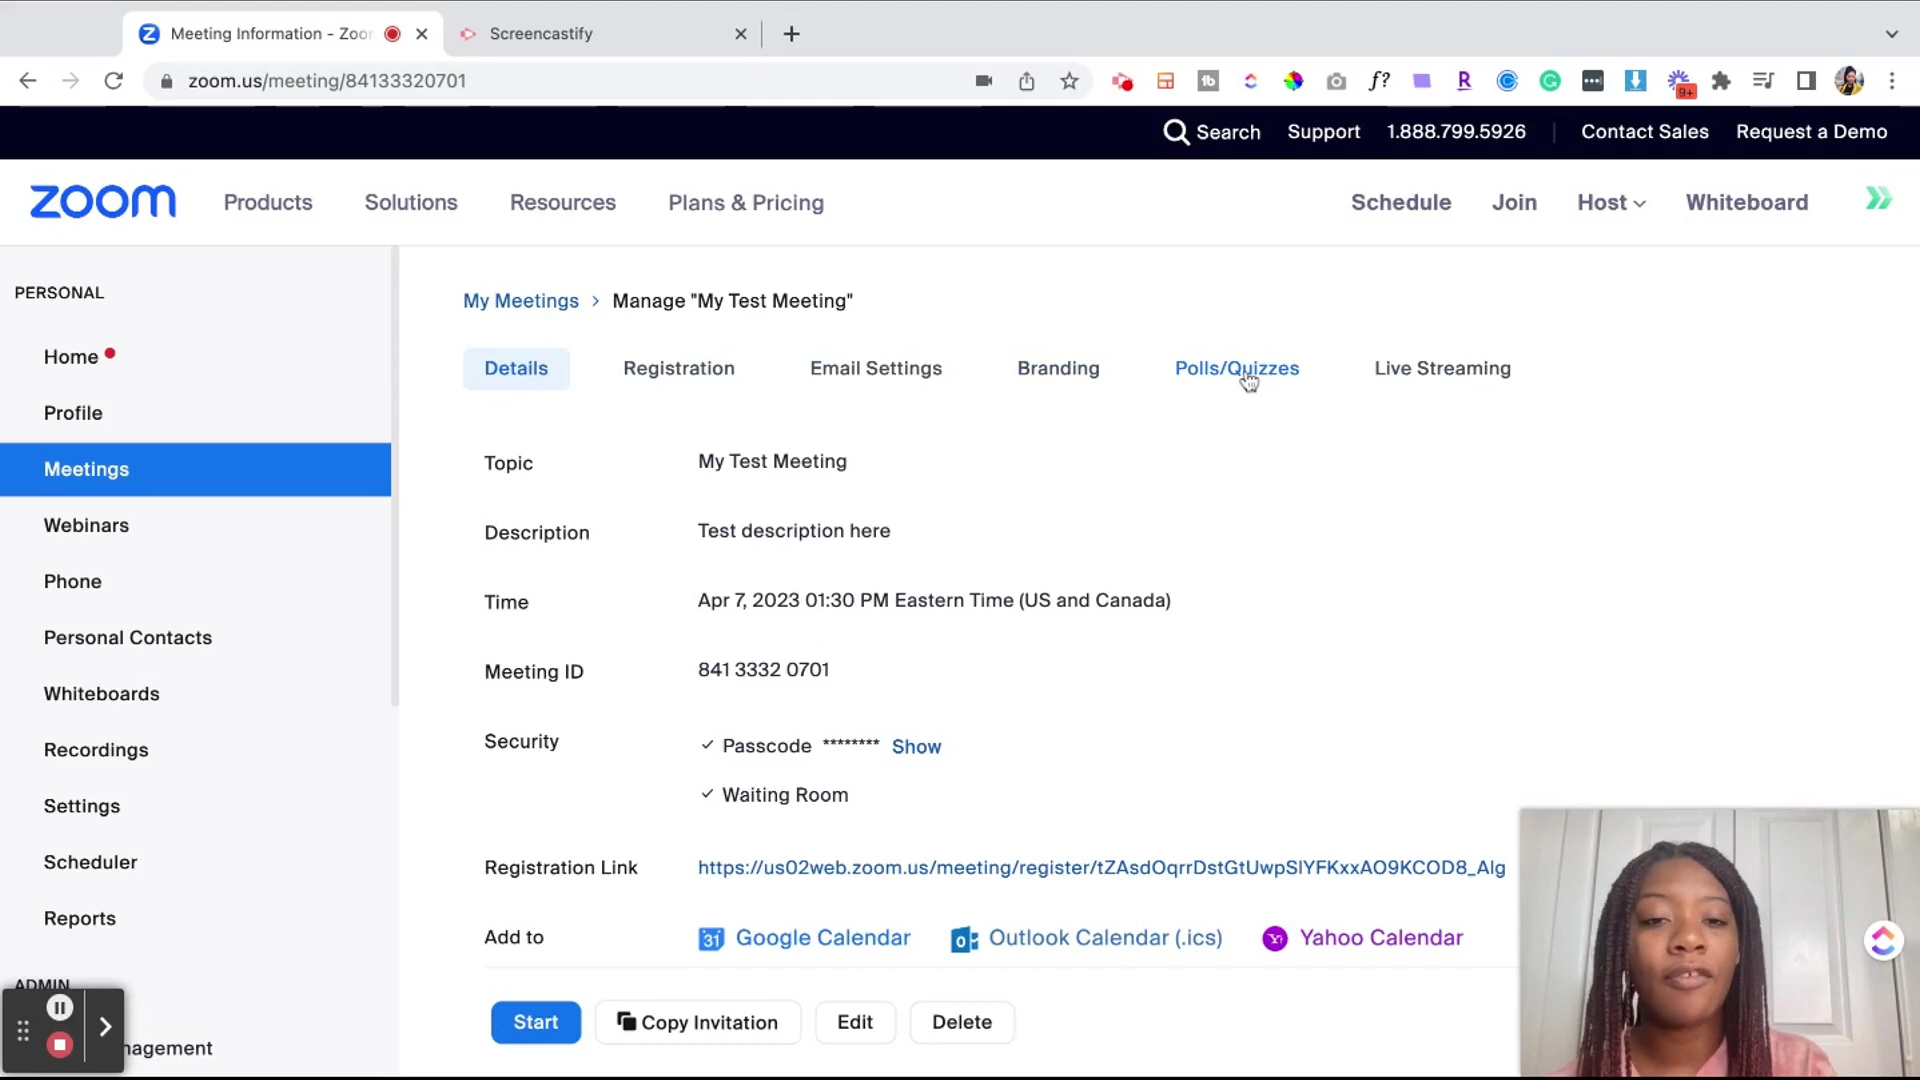 Meeting Information - Zoo
Screencastify
zoom.us/meeting/84133320701
tb
f?
R
G
9+
Search
Support
1.888.799.5926
Contact Sales
Request a Demo
zoom
Products
Solutions
Resources
Plans & Pricing
Schedule
Join
Host
Whiteboard
PERSONAL
Home
Profile
Meetings
Webinars
Phone
Personal Contacts
Whiteboards
Recordings
Settings
Scheduler
Reports
ADMIN
nagement
My Meetings > Manage "My Test Meeting"
Details
Registration
Email Settings
Branding
Polls/Quizzes
Live Streaming
Topic
My Test Meeting
Description
Test description here
Time
Apr 7, 2023 01:30 PM Eastern Time (US and Canada)
Meeting ID
841 3332 0701
Security
✓ Passcode ******** Show
✓ Waiting Room
Registration Link
https://us02web.zoom.us/meeting/register/tZAsdOqrrDstGtUwpSlYFKxxAO9KCOD8_Alg
Add to
31 Google Calendar
Outlook Calendar (.ics)
Yahoo Calendar
Start
Copy Invitation
Edit
Delete